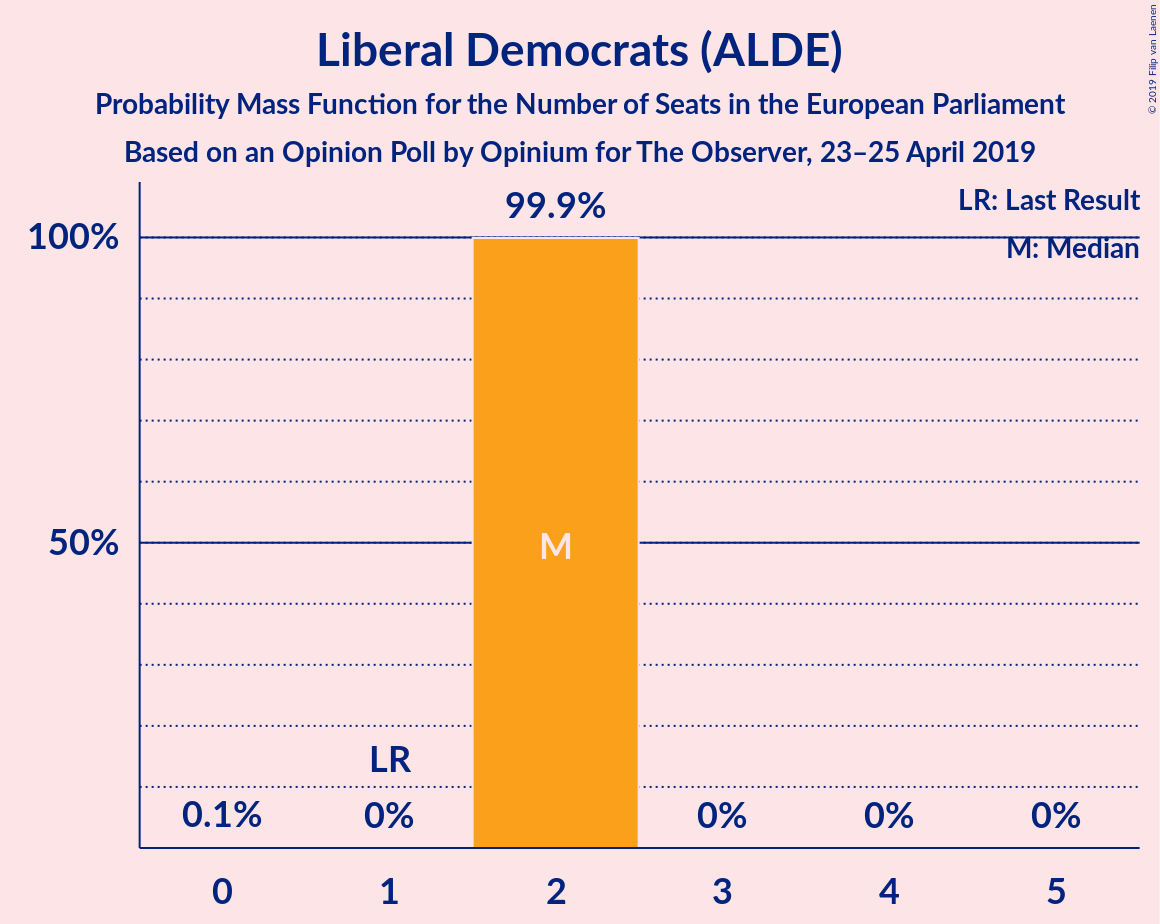 Liberal Democrats (ALDE)
Probability Mass Function for the Number of Seats in the European Parliament
Based on an Opinion Poll by Opinium for The Observer, 23–25 April 2019
© 2019 Filip van Laenen
LR: Last Result
M: Median
99.9%
100%
50%
M
LR
0.1%
0%
0%
0%
0%
0
1
2
3
4
5